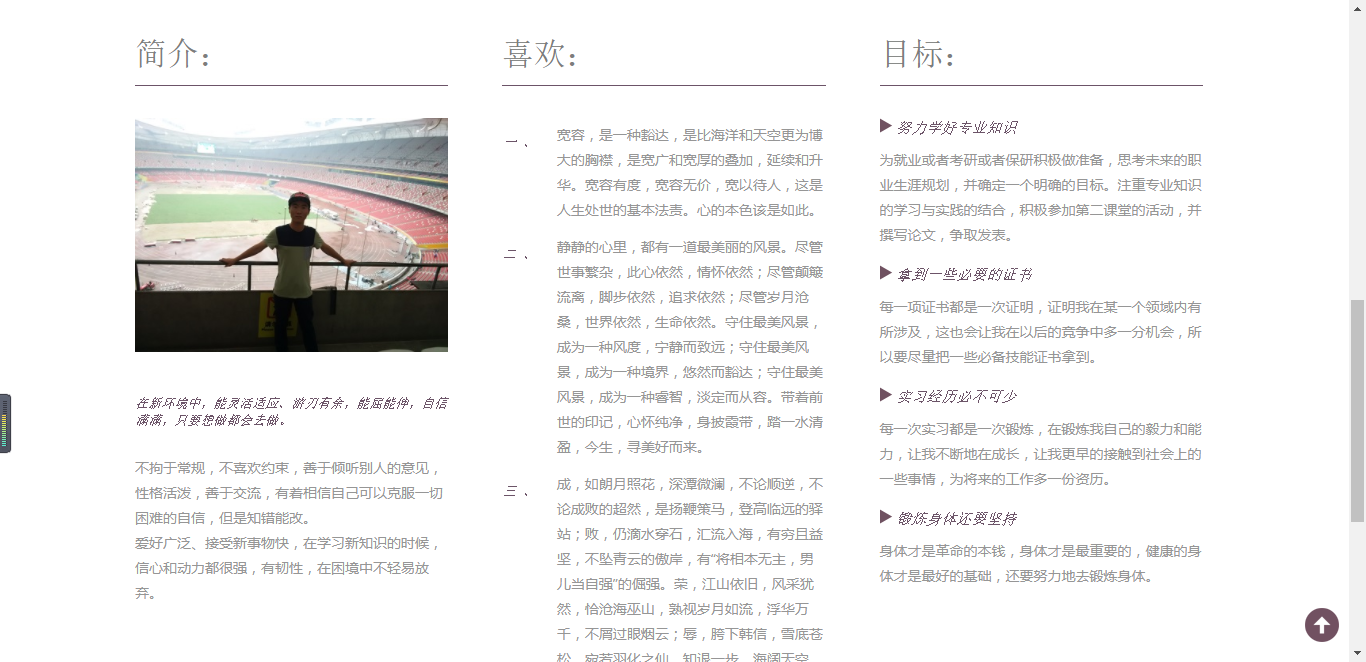 简介：
在新环境中，能灵活适应、游刃有余，能屈能伸，自信
满满，只要想做都会去做。
不拘于常规，不喜欢约束，善于倾听别人的意见，
性格活泼，善于交流，有着相信自己可以克服一切
困难的自信，但是知错能改。
爱好广泛、接受新事物快，在学习新知识的时候，
信心和动力都很强，有韧性，在困境中不轻易放
弃。
喜欢：
一、
宽容，是一种豁达，是比海洋和天空更为博
大的胸襟，是宽广和宽厚的叠加，延续和升
华。宽容有度，宽容无价，宽以待人，这是
人生处世的基本法责。心的本色该是如此。
二、
静静的心里，都有一道最美丽的风景。尽管
世事繁杂，此心依然，情怀依然；尽管颠簸
流离，脚步依然，追求依然；尽管岁月沧
桑，世界依然，生命依然。守住最美风景，
成为一种风度，宁静而致远；守住最美风
景，成为一种境界，悠然而豁达；守住最美
风景，成为一种睿智，淡定而从容。带着前
世的印记，心怀纯净，身披霞带，踏一水清
盈，今生，寻美好而来。
三、
成，如朗月照花，深潭微澜，不论顺逆，不
论成败的超然，是扬鞭策马，登高临远的驿
站；败，仍滴水穿石，汇流入海，有穷且益
坚，不坠青云的傲岸，有“将相本无主，男
儿当自强”的倔强。荣，江山依旧，风采犹
然，恰沧海巫山，熟视岁月如流，浮华万
千，不屑过眼烟云；辱，胯下韩信，雪底苍
松，宛若羽化之仙，知退一步，海阔天空
目标：
▶ 努力学好专业知识
为就业或者考研或者保研积极做准备，思考未来的职
业生涯规划，并确定一个明确的目标。注重专业知识
的学习与实践的结合，积极参加第二课堂的活动，并
撰写论文，争取发表。
▶ 拿到一些必要的证书
每一项证书都是一次证明，证明我在某一个领域内有
所涉及，这也会让我在以后的竞争中多一分机会，所
以要尽量把一些必备技能证书拿到。
▶ 实习经历必不可少
每一次实习都是一次锻炼，在锻炼我自己的毅力和能
力，让我不断地在成长，让我更早的接触到社会上的
一些事情，为将来的工作多一份资历。
▶ 锻炼身体还要坚持
身体才是革命的本钱，身体才是最重要的，健康的身
体才是最好的基础，还要努力地去锻炼身体。